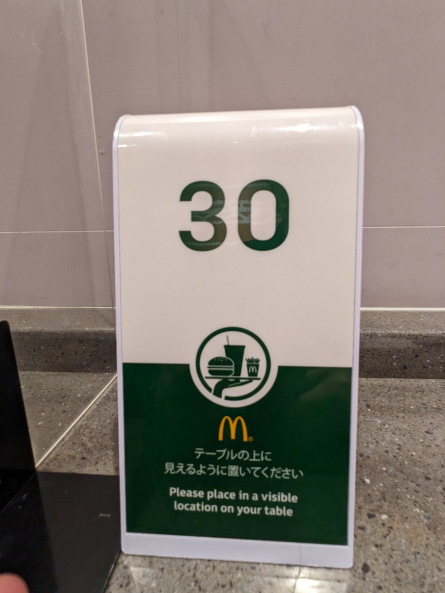 30
テーブルの上に
見えるように置いてください
Please place in a visible
location on your table